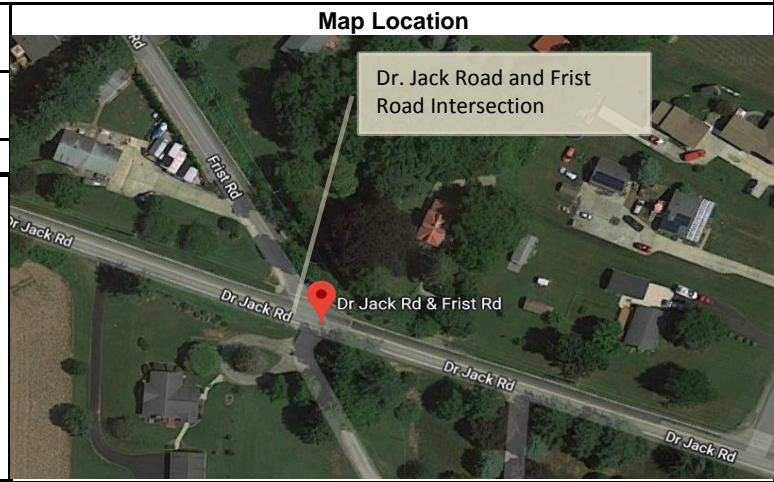 Map Location
Dr. Jack Road and Frist
Road Intersection
Rd
Frist Rd
Dr Jack Rd
Dr Jack Rd
Dr Jack Rd & Frist Rd
Dr Jack Rd
Dr Jack Rd